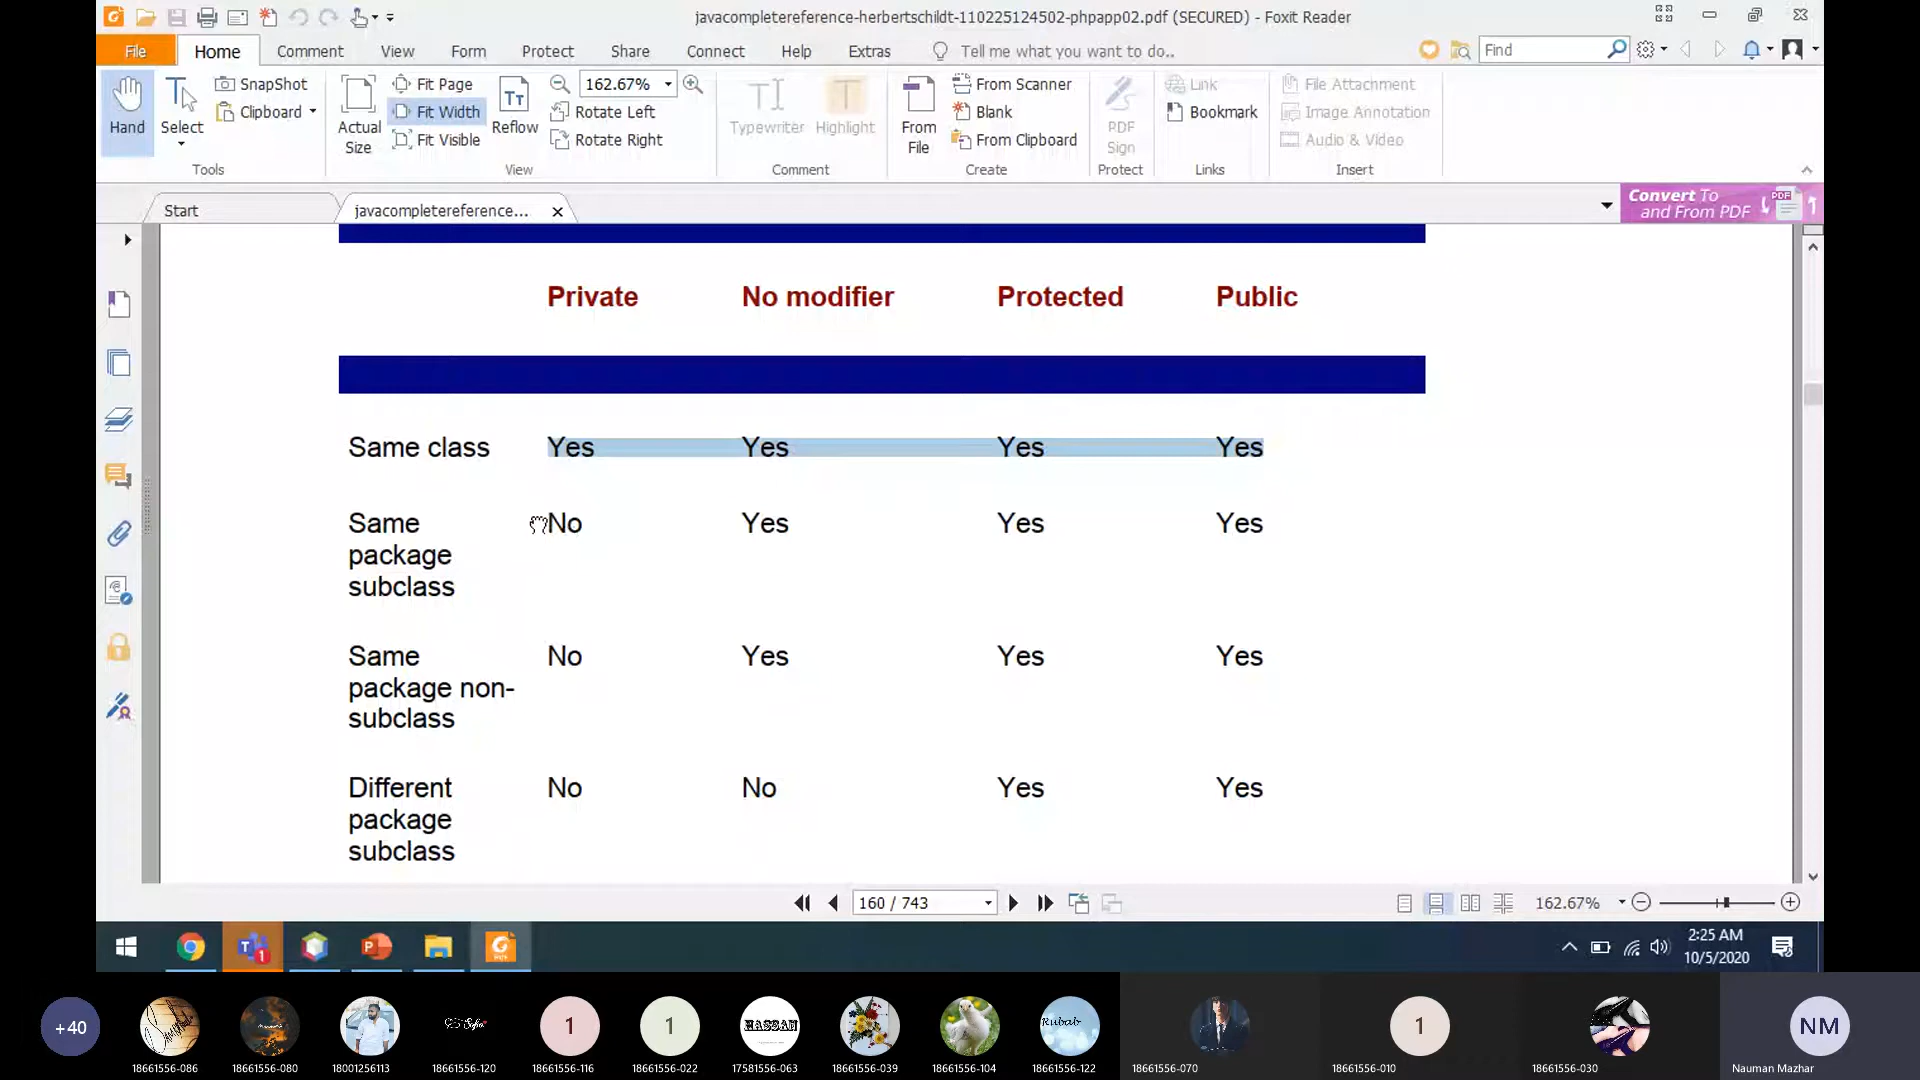 javacompletereference-herbertschildt-110225124502-phpapp02.pdf (SECURED) - Foxit Reader
File Home Comment View Form Protect Share Connect Help Extras Tell me what you want to do.. Find
Hand
Select
SnapShot
Clipboard
Tools
Actual Size
Fit Page
Fit Width
Fit Visible
Reflow
162.67%
Rotate Left
Rotate Right
View
Typewriter
Highlight
Comment
From File
From Scanner
Blank
From Clipboard
Create
PDF Sign
Protect
Link
Bookmark
Links
File Attachment
Image Annotation
Audio & Video
Insert
Start
javacompletereference...
Convert To
and From PDF
PDF
Private No modifier Protected Public
Same class Yes Yes Yes Yes
Same No Yes Yes Yes
package
subclass
Same No Yes Yes Yes
package non-
subclass
Different No No Yes Yes
package
subclass
160 / 743
162.67%
2:25 AM
10/5/2020
+40
1
1
HASSAN
Rubab
1
NM
18661556-086 18661556-080 18001256113 18661556-120 18661556-116 18661556-022 17581556-063 18661556-039 18661556-104 18661556-122 18661556-070 18661556-010 18661556-030 Nauman Mazhar